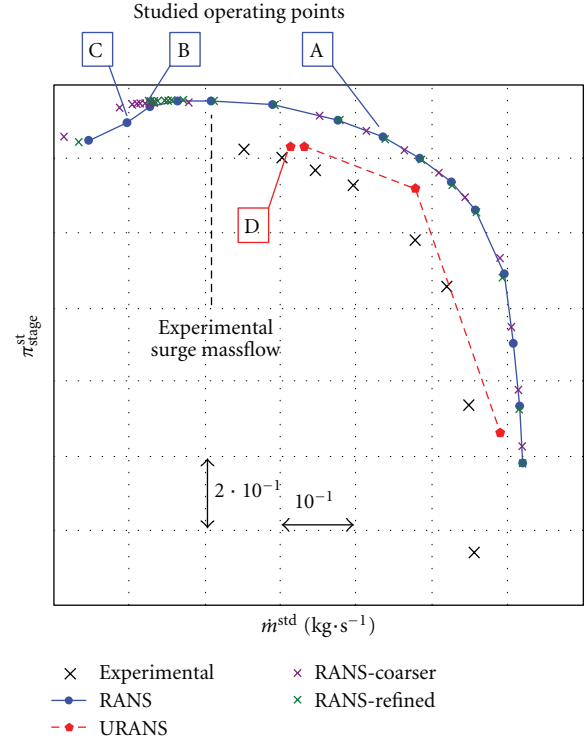 Studied operating points
C
B
A
D
Experimental
surge massflow
π^st_stage
2 · 10^−1
10^−1
ṁ^std (kg·s^−1)
Experimental
RANS
URANS
RANS-coarser
RANS-refined